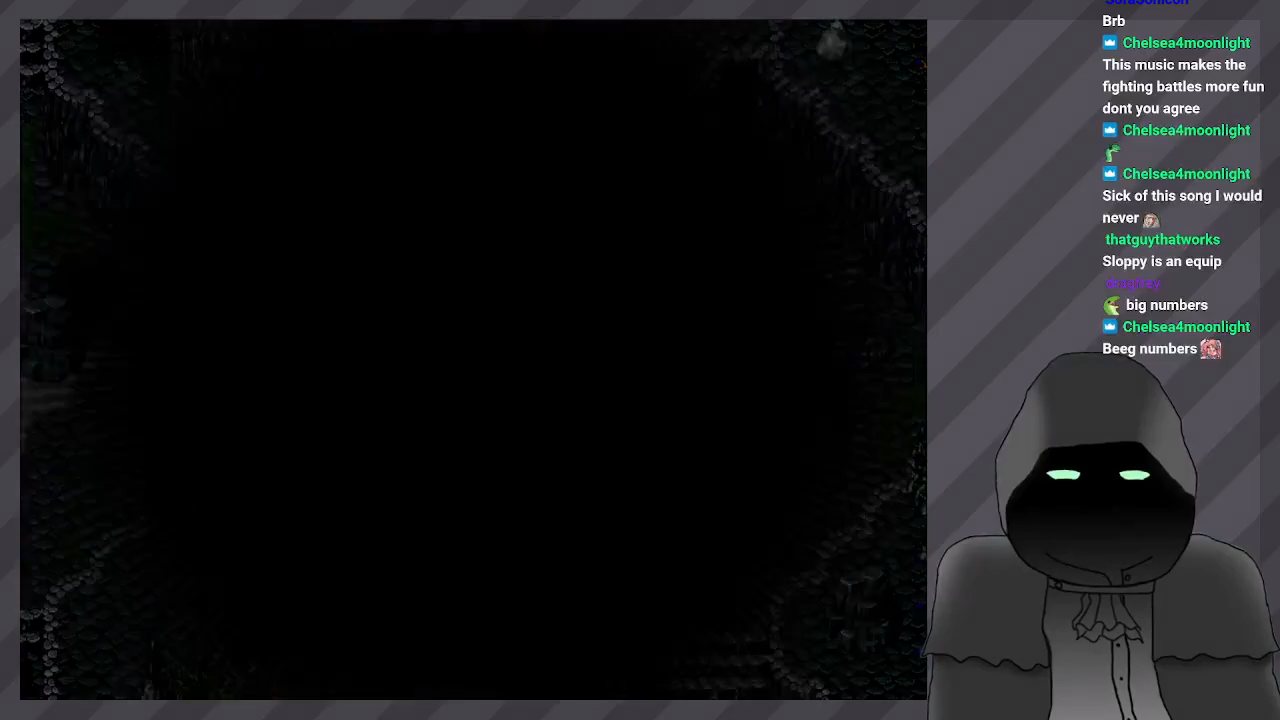 SoraSonicon
Brb
Chelsea4moonlight
This music makes the
fighting battles more fun
dont you agree
Chelsea4moonlight
Chelsea4moonlight
Sick of this song I would
never
thatguythatworks
Sloppy is an equip
big numbers
Chelsea4moonlight
Beeg numbers